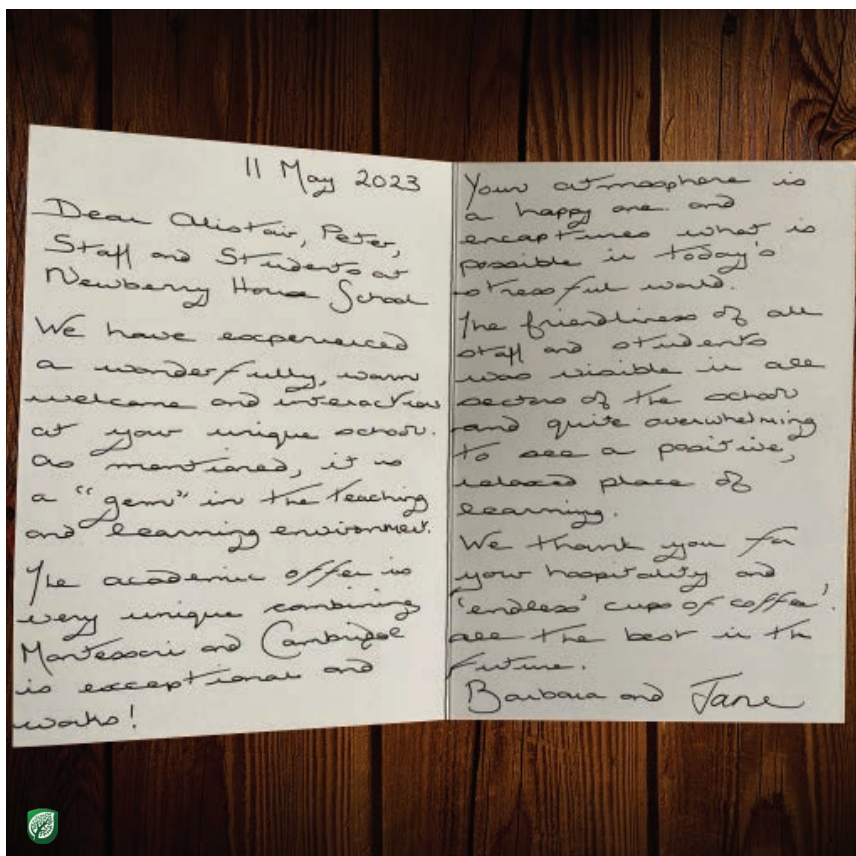 11 May 2023
Dear Alistair, Peter,
Staff and Students at
Newberry House School
We have experienced
a wonderfully, warm
welcome and interaction
at your unique school.
As mentioned, it is
a "gem" in the teaching
and learning environment.
The academic offer is
very unique combining
Montessori and Cambridge
is exceptional and
works!
Your atmosphere is
a happy one. and
encaptures what is
possible in today's
stressful world.
The friendliness of all
staff and students
was visible in all
sectors of the school
and quite overwhelming
to see a positive,
relaxed place of
learning.
We thank you for
your hospitality and
'endless' cups of coffee'.
All the best in the
future.
Barbara and Jane